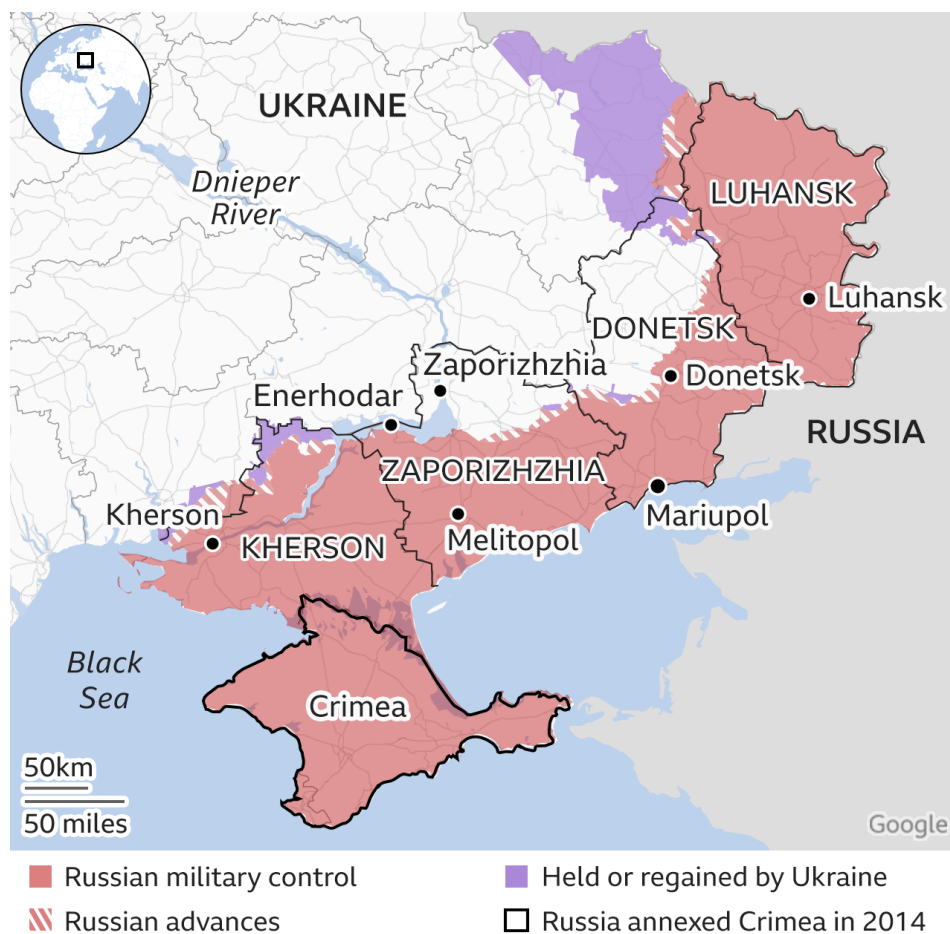 UKRAINE
Dnieper
River
LUHANSK
Luhansk
DONETSK
Zaporizhzhia
Donetsk
Enerhodar
RUSSIA
ZAPORIZHZHIA
Kherson
Mariupol
KHERSON
Melitopol
Black
Sea
Crimea
50km
50 miles
Google
Russian military control
Held or regained by Ukraine
Russian advances
Russia annexed Crimea in 2014